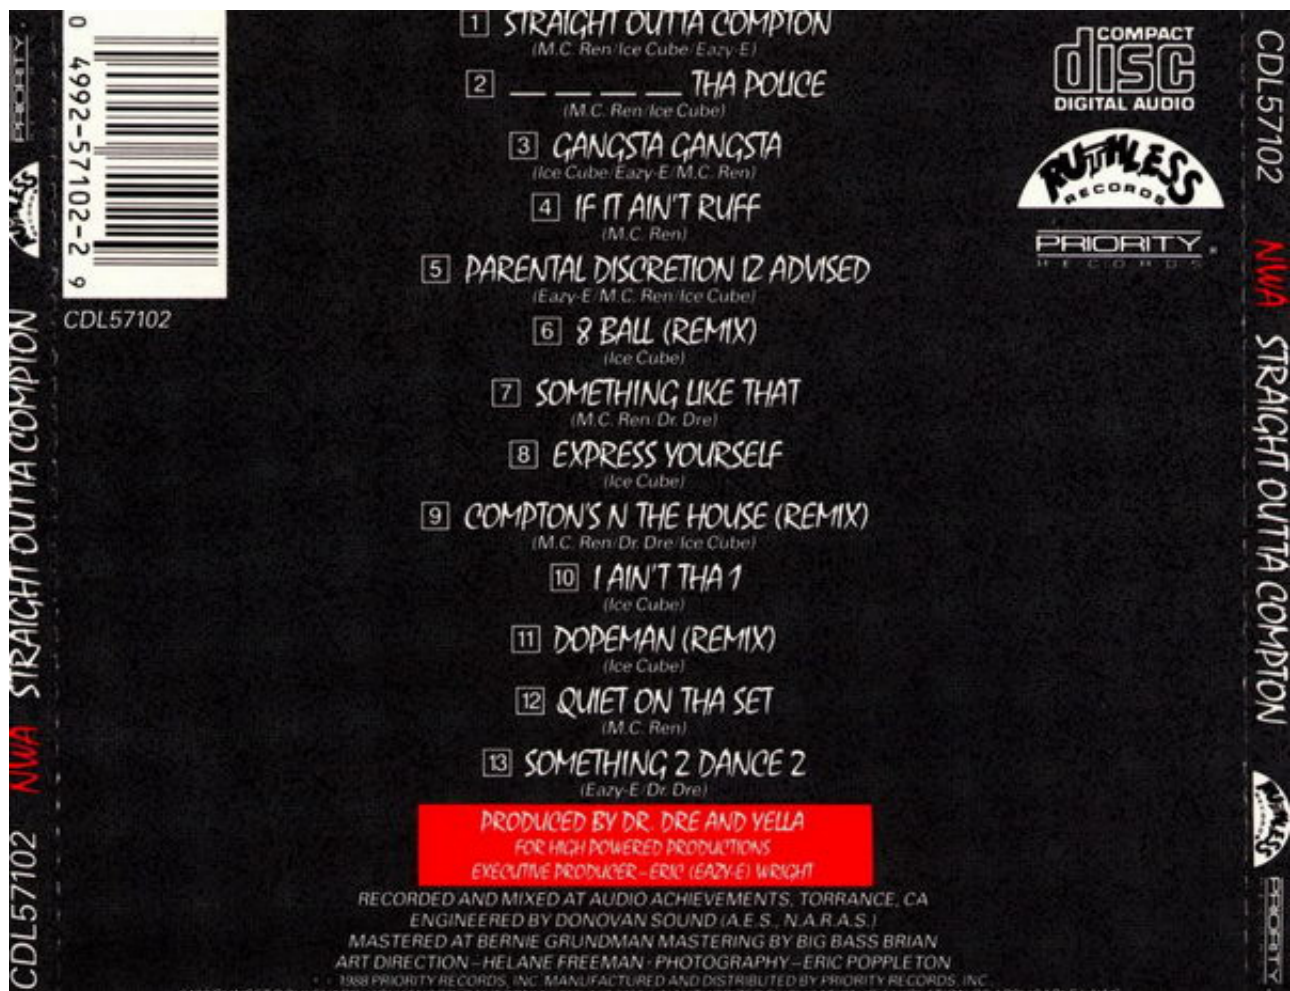 1 STRAIGHT OUTTA COMPTON
(M.C. Ren/Ice Cube/Eazy-E)
2 _ _ _ _ THA POLICE
(M.C. Ren/Ice Cube)
3 GANGSTA GANGSTA
(Ice Cube/Eazy-E/M.C. Ren)
4 IF IT AIN'T RUFF
(M.C. Ren)
5 PARENTAL DISCRETION IZ ADVISED
(Eazy-E/M.C. Ren/Ice Cube)
6 8 BALL (REMIX)
(Ice Cube)
7 SOMETHING LIKE THAT
(M.C. Ren/Dr. Dre)
8 EXPRESS YOURSELF
(Ice Cube)
9 COMPTON'S N THE HOUSE (REMIX)
(M.C. Ren/Dr. Dre/Ice Cube)
10 I AIN'T THA 1
(Ice Cube)
11 DOPEMAN (REMIX)
(Ice Cube)
12 QUIET ON THA SET
(M.C. Ren)
13 SOMETHING 2 DANCE 2
(Eazy-E/Dr. Dre)
PRODUCED BY DR. DRE AND YELLA
FOR HIGH POWERED PRODUCTIONS
EXECUTIVE PRODUCER – ERIC (EAZY-E) WRIGHT
RECORDED AND MIXED AT AUDIO ACHIEVEMENTS, TORRANCE, CA
ENGINEERED BY DONOVAN SOUND (A.E.S., N.A.R.A.S.)
MASTERED AT BERNIE GRUNDMAN MASTERING BY BIG BASS BRIAN
ART DIRECTION – HELANE FREEMAN · PHOTOGRAPHY – ERIC POPPLETON
1988 PRIORITY RECORDS, INC. MANUFACTURED AND DISTRIBUTED BY PRIORITY RECORDS, INC.
0 4992-57102-2 9
CDL57102
COMPACT
disc
DIGITAL AUDIO
RUTHLESS
RECORDS
PRIORITY
RECORDS
CDL57102 NWA STRAIGHT OUTTA COMPTON RUTHLESS PRIORITY
CDL57102 NWA STRAIGHT OUTTA COMPTON RUTHLESS PRIORITY